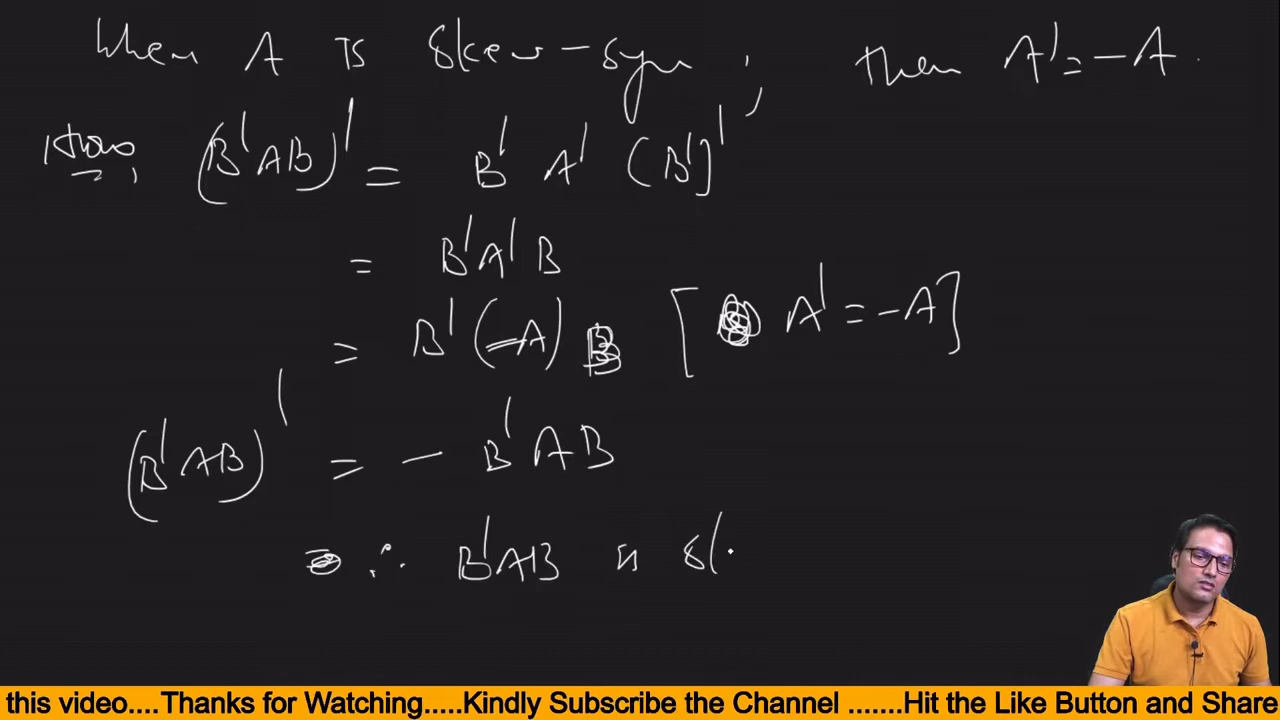 When A is skew-sym, then A' = -A.
Now, (B'AB)' = B' A' (B')'
= B'A'B
= B'(-A) B [A' = -A]
(B'AB)' = - B'AB
∴ B'AB is sk
this video....Thanks for Watching.....Kindly Subscribe the Channel .......Hit the Like Button and Share